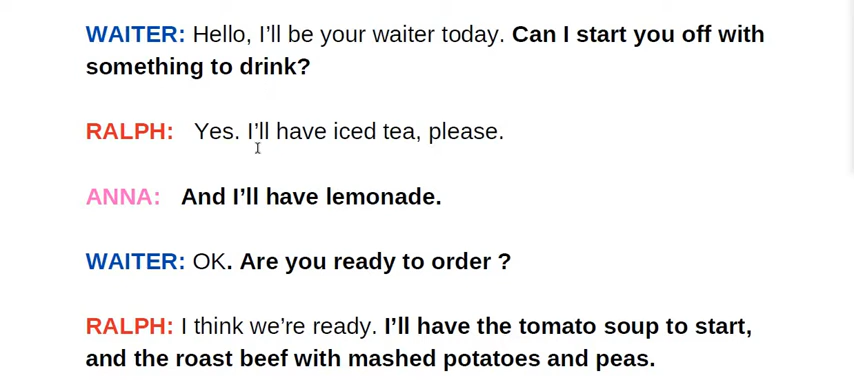 WAITER: Hello, I’ll be your waiter today. Can I start you off with
something to drink?
RALPH: Yes. I’ll have iced tea, please.
ANNA: And I’ll have lemonade.
WAITER: OK. Are you ready to order ?
RALPH: I think we’re ready. I’ll have the tomato soup to start,
and the roast beef with mashed potatoes and peas.